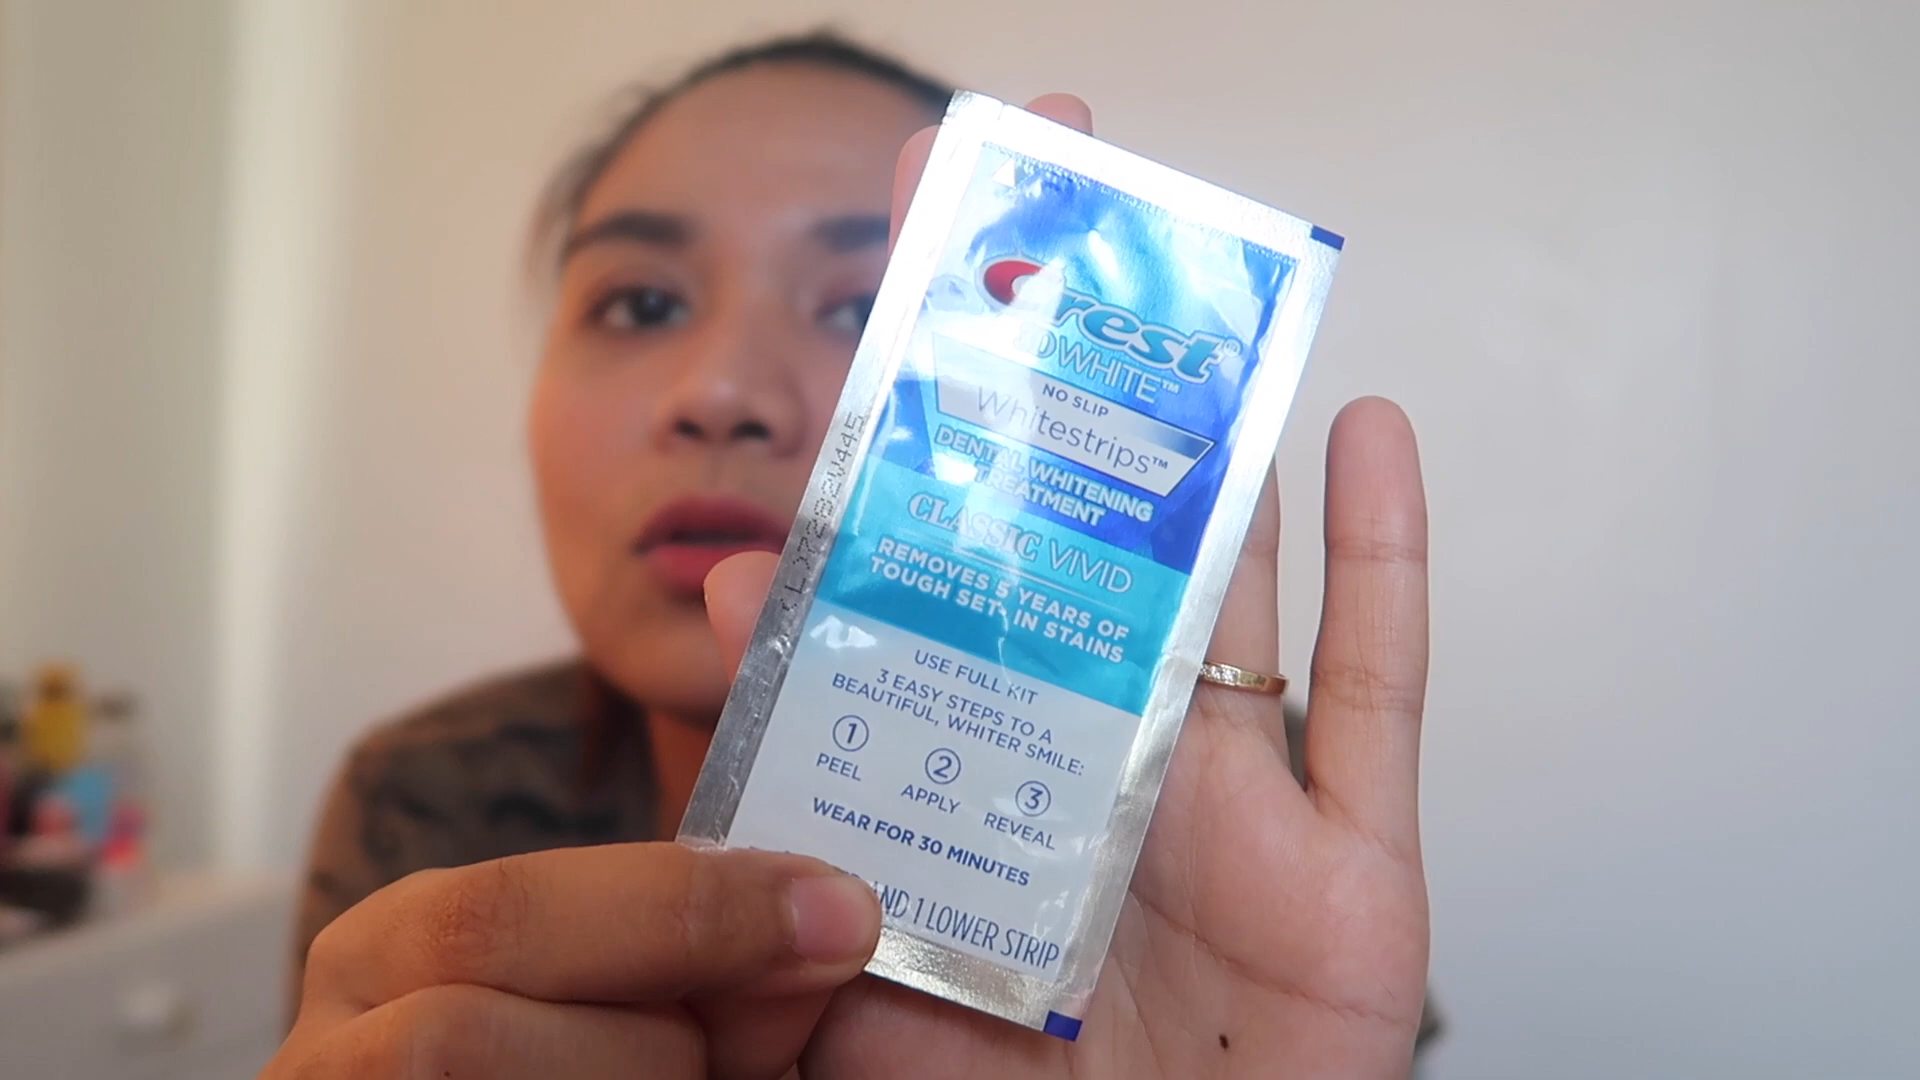 Crest®
3DWHITE™
NO SLIP
Whitestrips™
DENTAL WHITENING
TREATMENT
CLASSIC VIVID
REMOVES 5 YEARS OF
TOUGH SET-IN STAINS
USE FULL KIT
3 EASY STEPS TO A
BEAUTIFUL, WHITER SMILE:
1 2 3
PEEL APPLY REVEAL
WEAR FOR 30 MINUTES
AND 1 LOWER STRIP